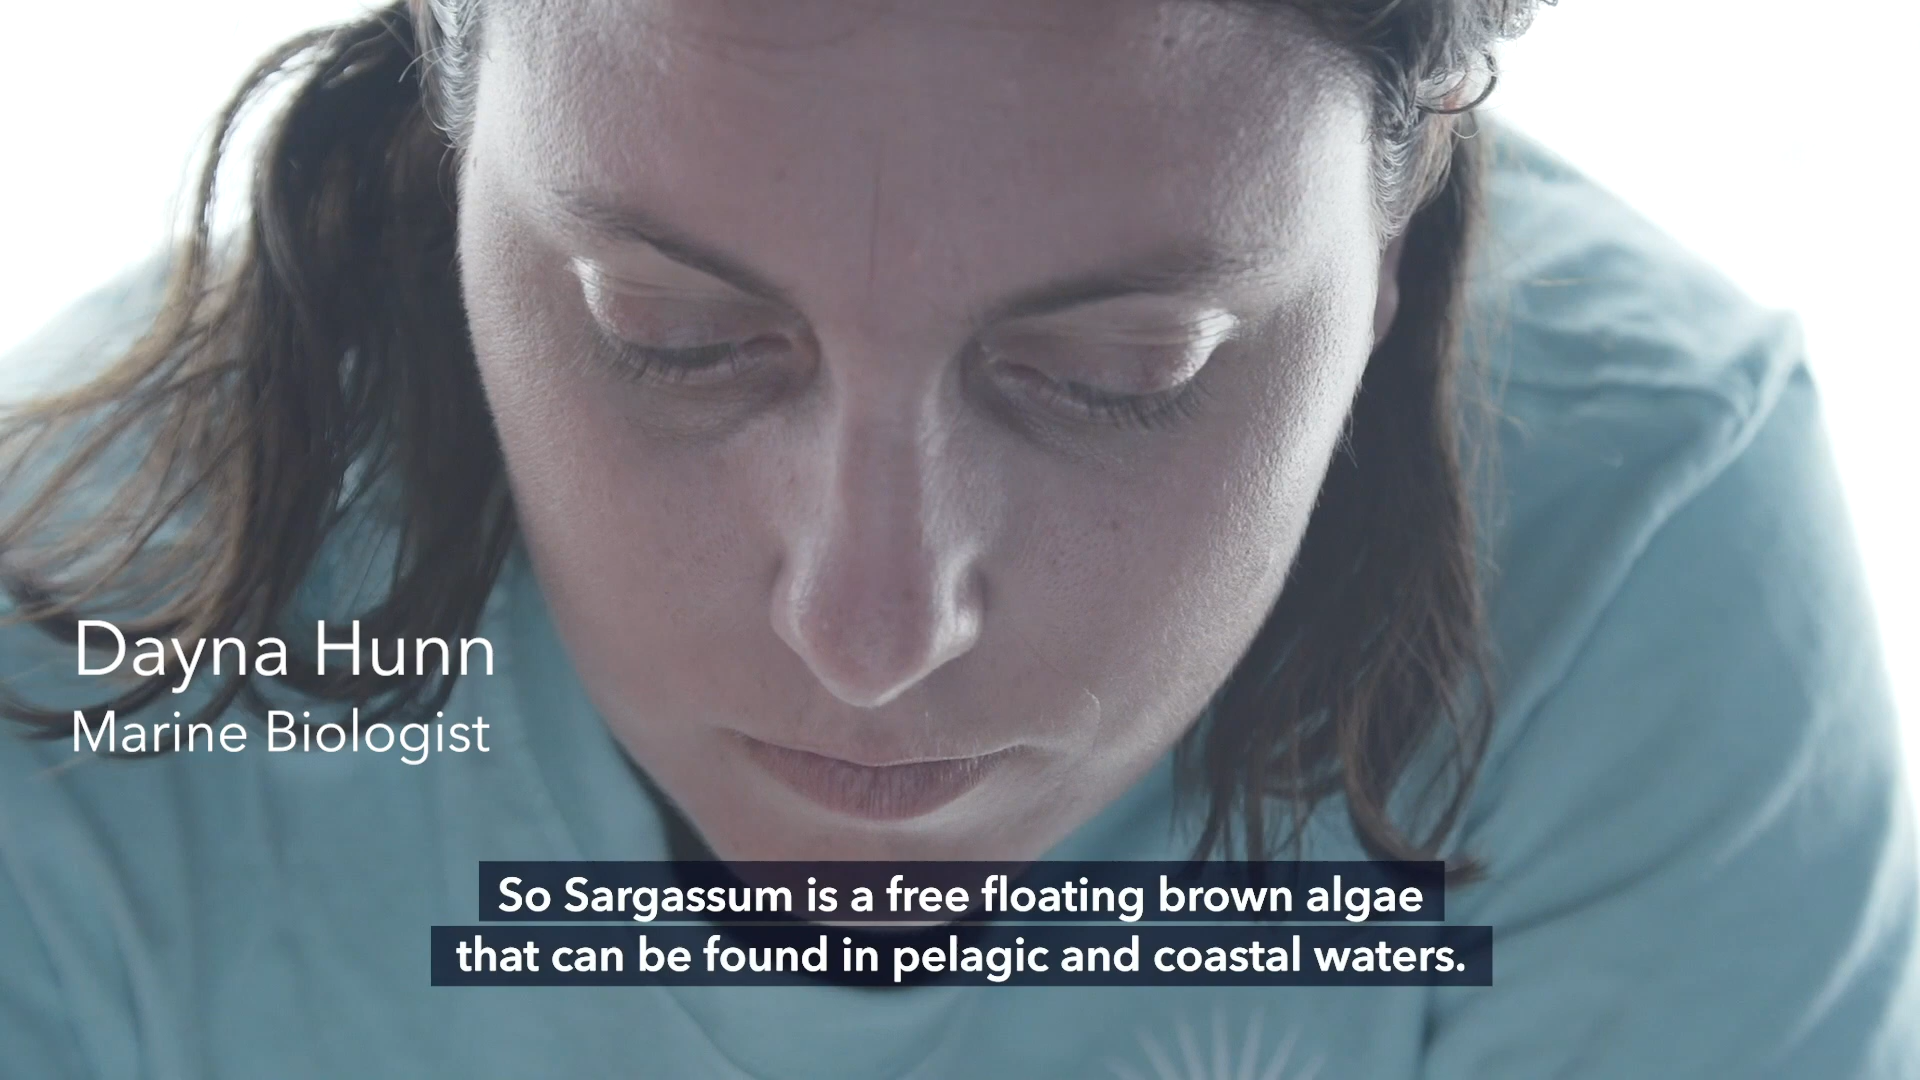 Dayna Hunn
Marine Biologist
So Sargassum is a free floating brown algae
that can be found in pelagic and coastal waters.